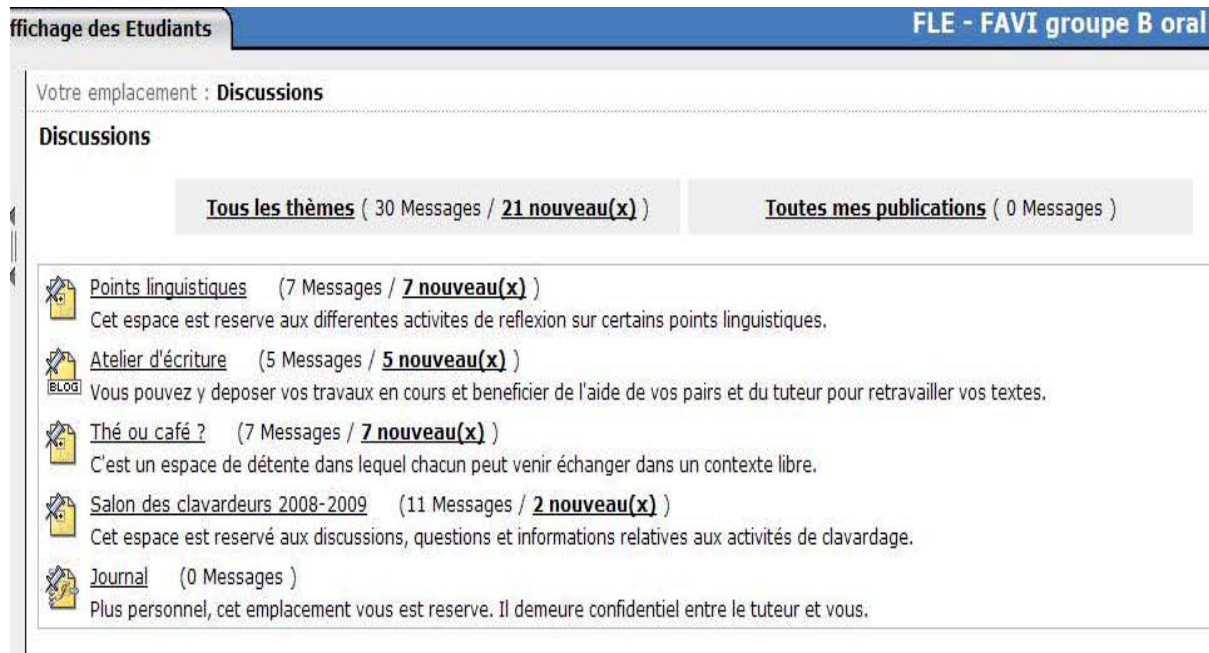 ffichage des Etudiants
FLE - FAVI groupe B oral
Votre emplacement : Discussions
Discussions
Tous les thèmes ( 30 Messages / 21 nouveau(x) )
Toutes mes publications ( 0 Messages )
Points linguistiques (7 Messages / 7 nouveau(x) )
Cet espace est reserve aux differentes activites de reflexion sur certains points linguistiques.
Atelier d'écriture (5 Messages / 5 nouveau(x) )
BLOG
Vous pouvez y deposer vos travaux en cours et beneficier de l'aide de vos pairs et du tuteur pour retravailler vos textes.
Thé ou café ? (7 Messages / 7 nouveau(x) )
C'est un espace de détente dans lequel chacun peut venir échanger dans un contexte libre.
Salon des clavardeurs 2008-2009 (11 Messages / 2 nouveau(x) )
Cet espace est réservé aux discussions, questions et informations relatives aux activités de clavardage.
Journal (0 Messages )
Plus personnel, cet emplacement vous est reserve. Il demeure confidentiel entre le tuteur et vous.